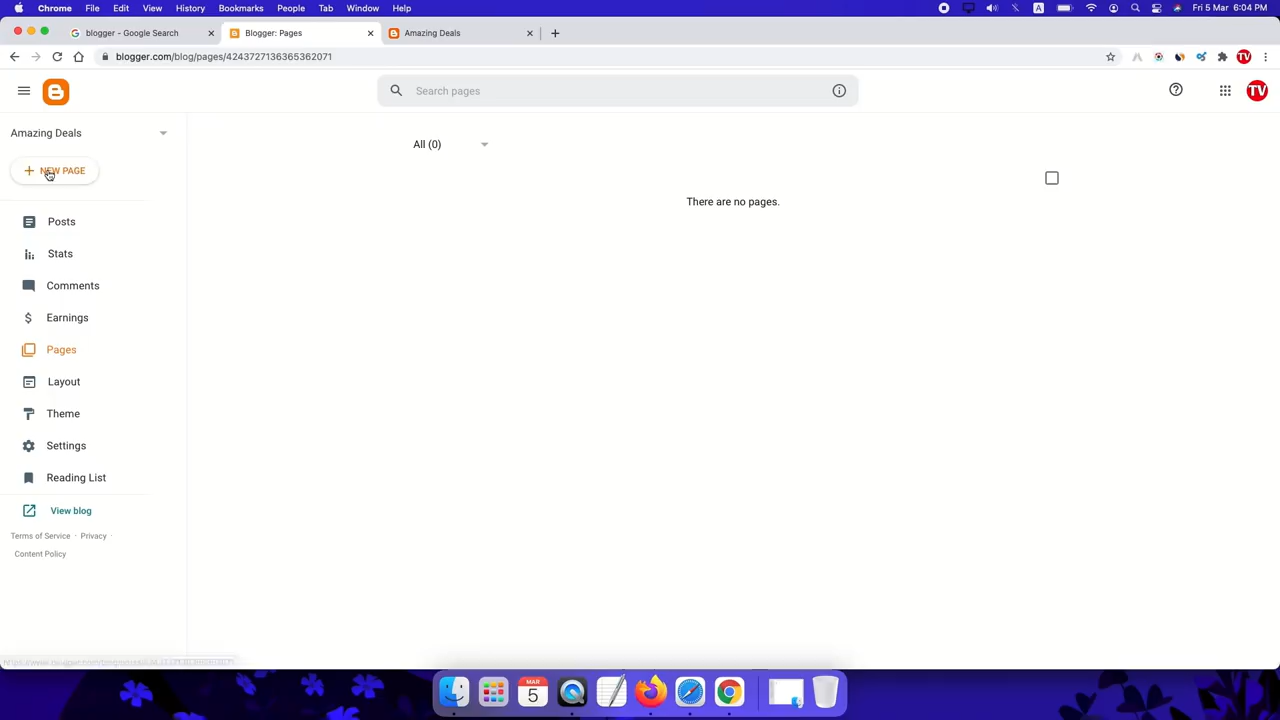 Chrome File Edit View History Bookmarks People Tab Window Help A Fri 5 Mar 6:04 PM
blogger - Google Search Blogger: Pages Amazing Deals
blogger.com/blog/pages/4243727136365362071 TV
Search pages TV
Amazing Deals
All (0)
NEW PAGE
There are no pages.
Posts
Stats
Comments
Earnings
Pages
Layout
Theme
Settings
Reading List
View blog
Terms of Service · Privacy ·
Content Policy
MAR
5